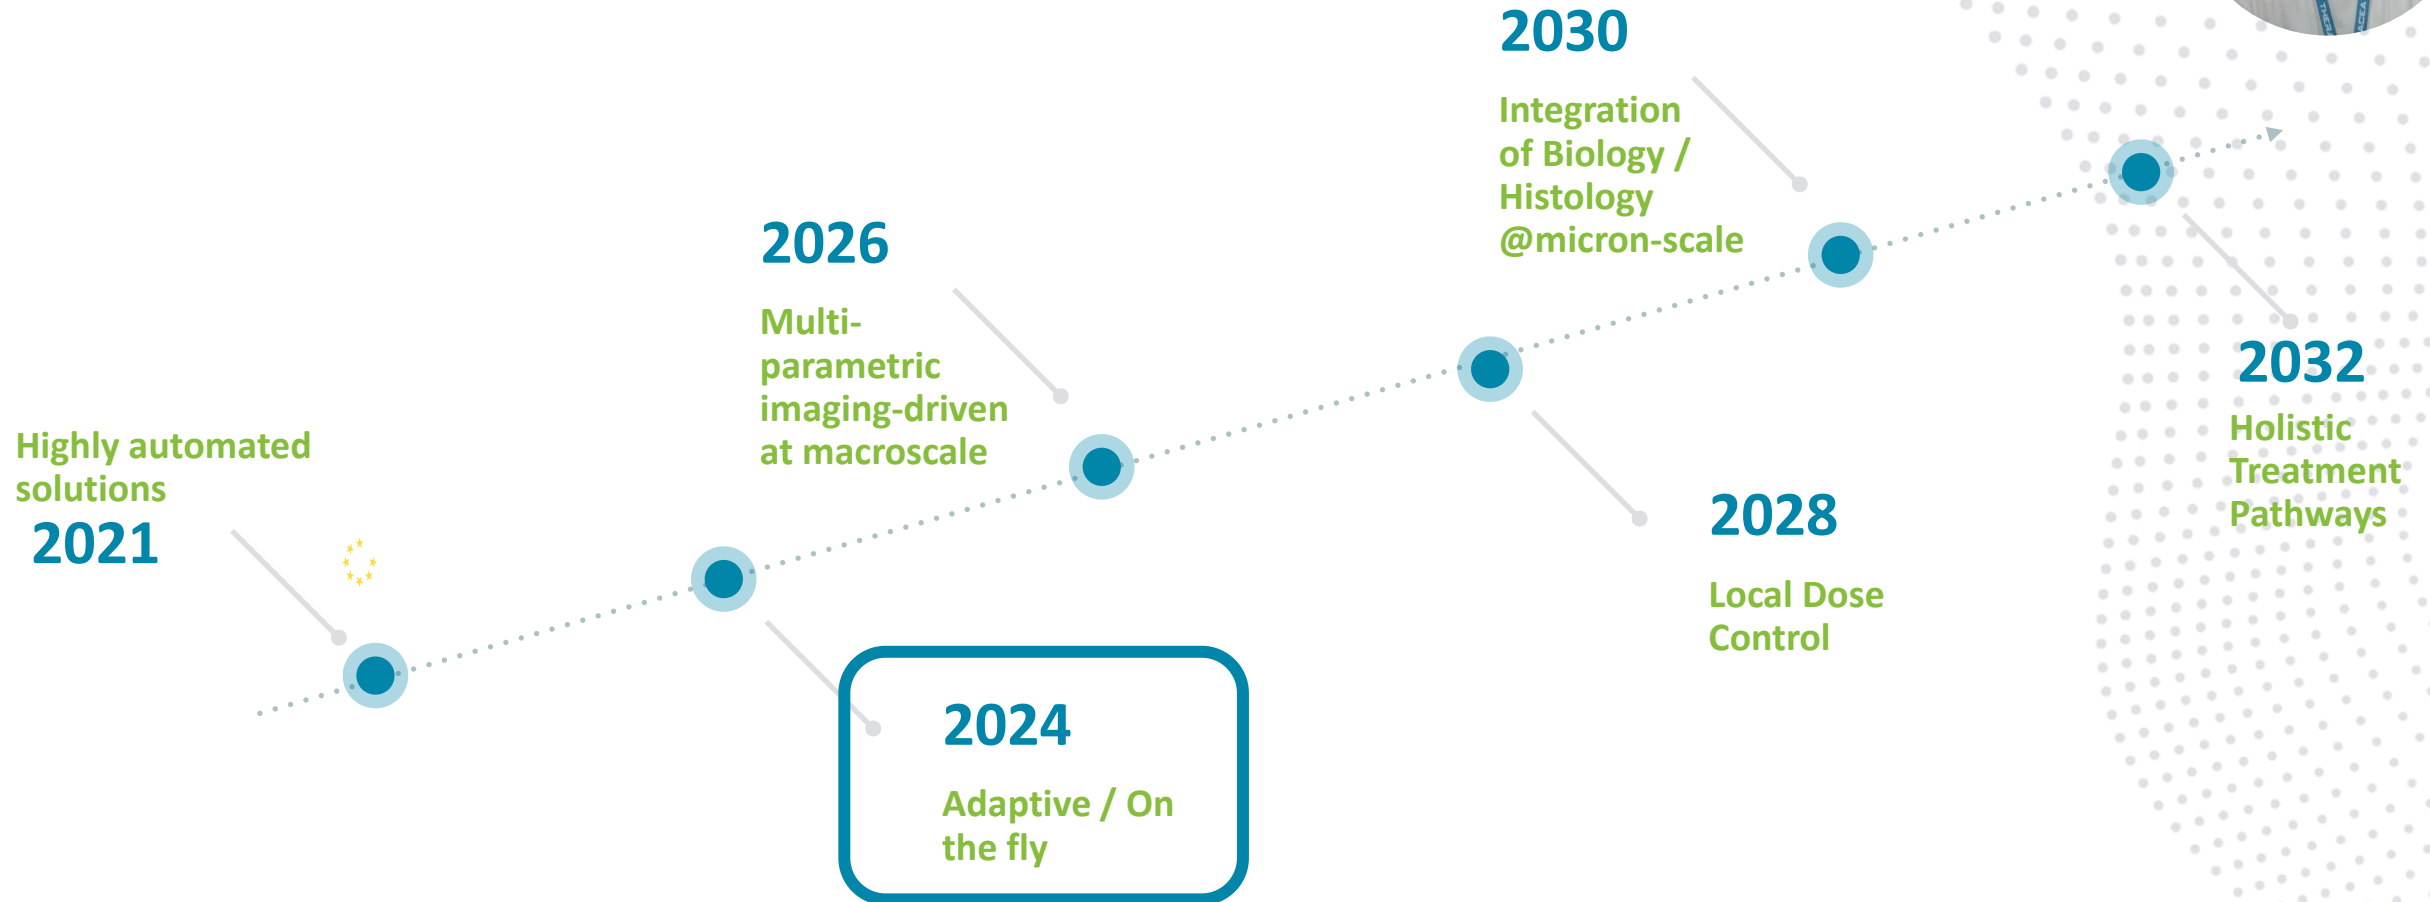 2030
Integration
of Biology /
Histology
@micron-scale
2026
Multi-
parametric
imaging-driven
at macroscale
2032
Holistic
Treatment
Pathways
Highly automated
solutions
2021
2028
Local Dose
Control
2024
Adaptive / On
the fly